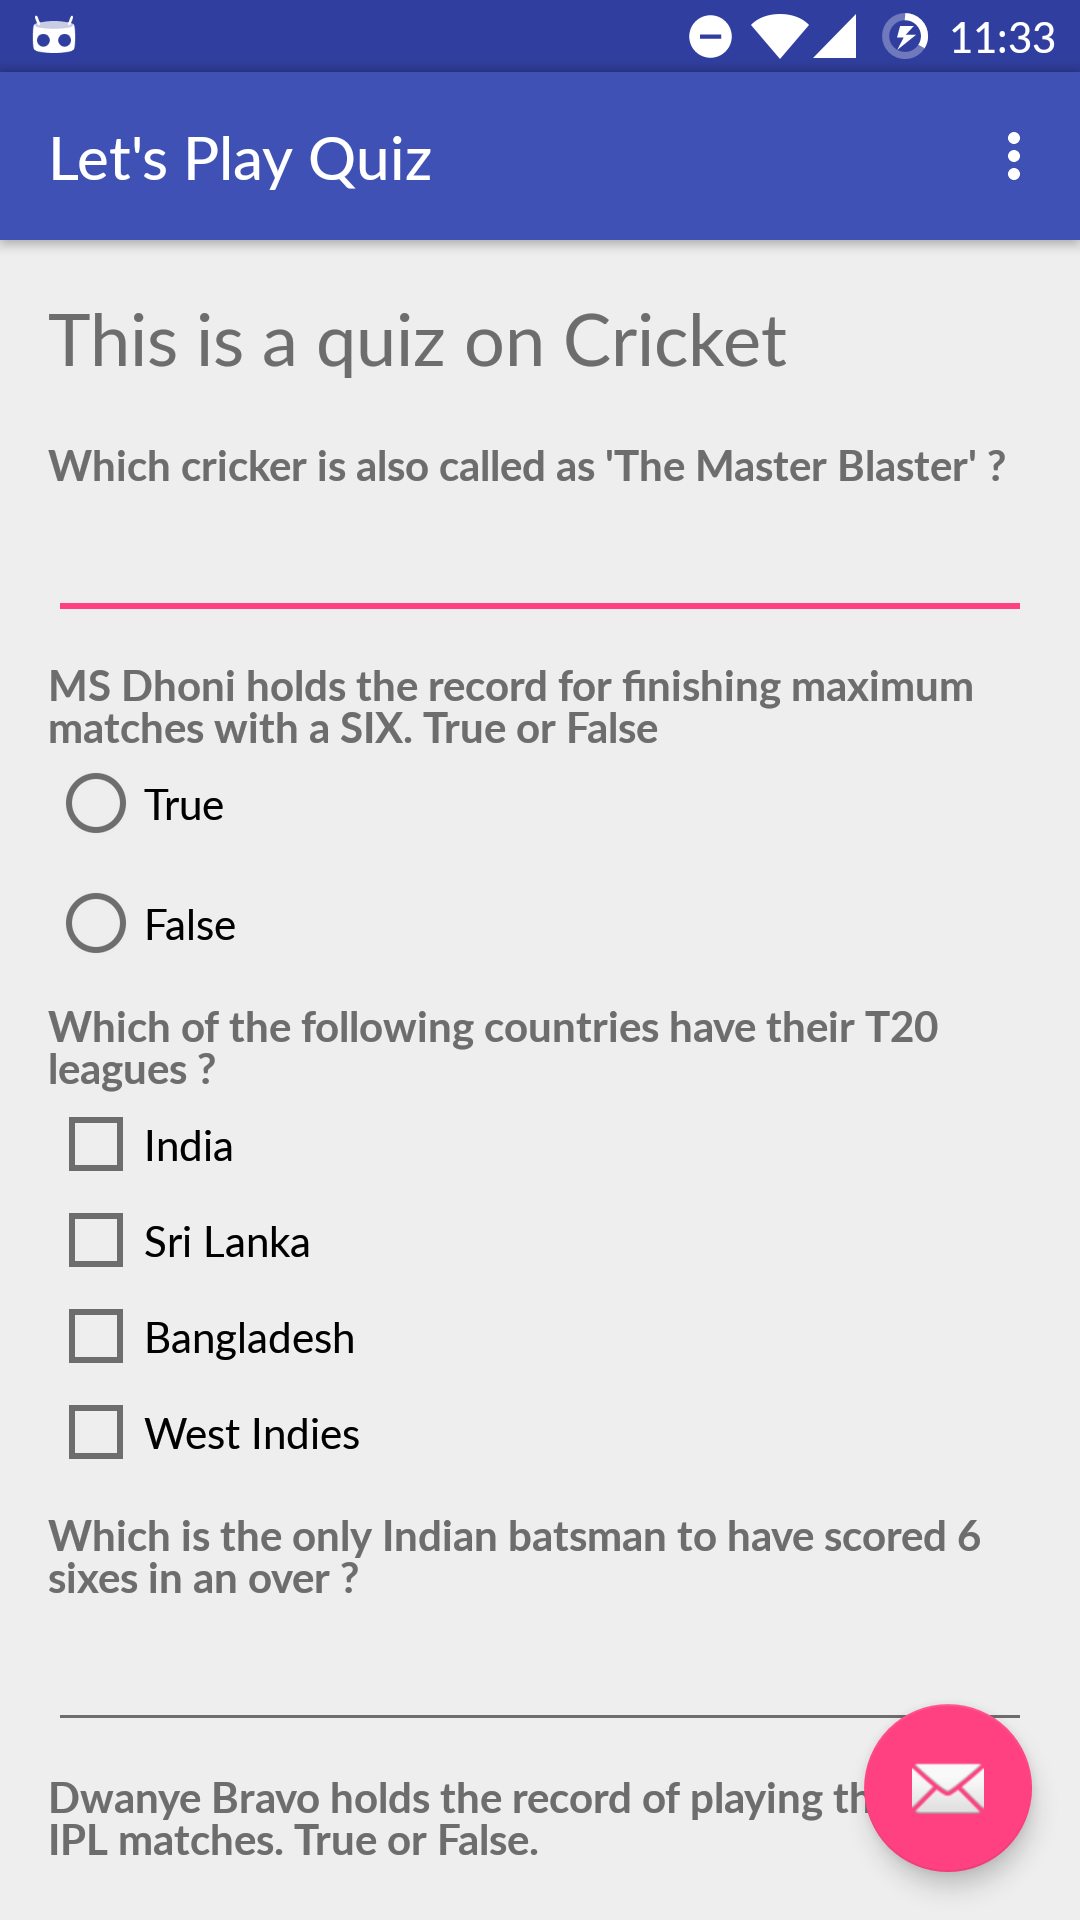 11:33
Let's Play Quiz
This is a quiz on Cricket
Which cricker is also called as 'The Master Blaster' ?
MS Dhoni holds the record for finishing maximum
matches with a SIX. True or False
True
False
Which of the following countries have their T20
leagues ?
India
Sri Lanka
Bangladesh
West Indies
Which is the only Indian batsman to have scored 6
sixes in an over ?
Dwanye Bravo holds the record of playing
IPL matches. True or False.